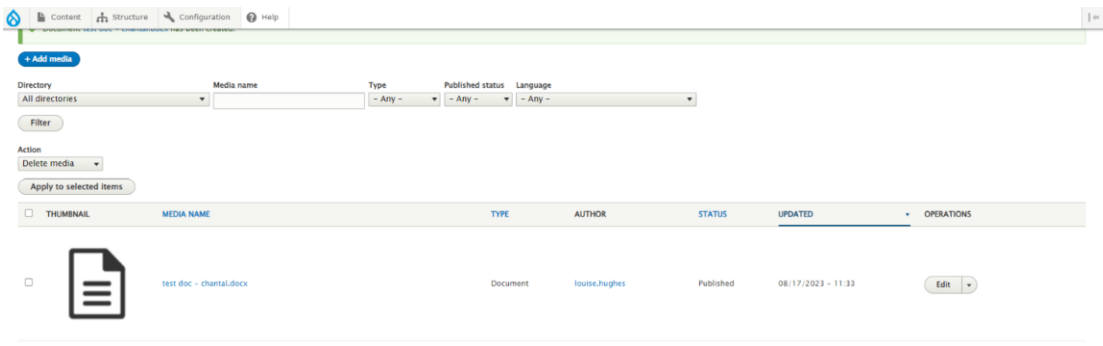 Content Structure Configuration Help
Document test doc - chantal.docx has been created.
+ Add media
Directory Media name Type Published status Language
All directories - Any - - Any - - Any -
Filter
Action
Delete media
Apply to selected items
THUMBNAIL MEDIA NAME TYPE AUTHOR STATUS UPDATED OPERATIONS
test doc - chantal.docx Document louise.hughes Published 08/17/2023 - 11:33 Edit